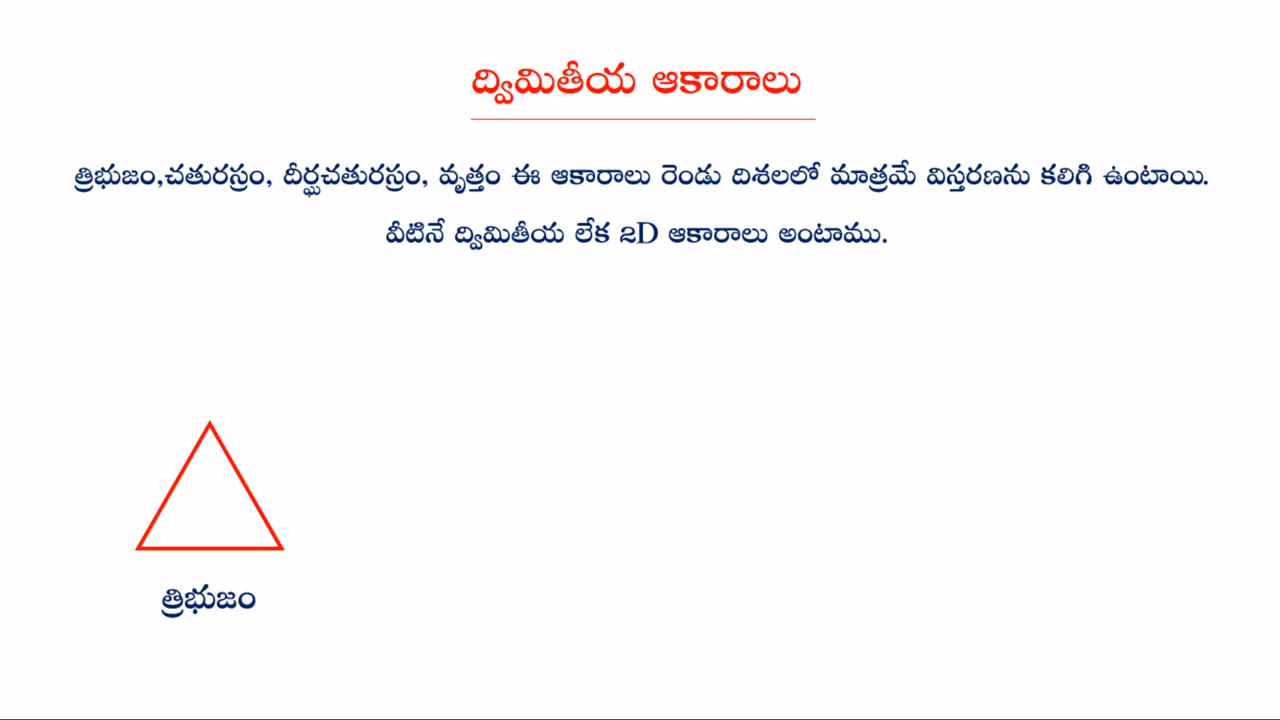 ద్విమితీయ ఆకారాలు
త్రిభుజం,చతురస్రం, దీర్ఘచతురస్రం, వృత్తం ఈ ఆకారాలు రెండు దిశలలో మాత్రమే విస్తరణను కలిగి ఉంటాయి.
వీటినే ద్విమితీయ లేక 2D ఆకారాలు అంటాము.
త్రిభుజం